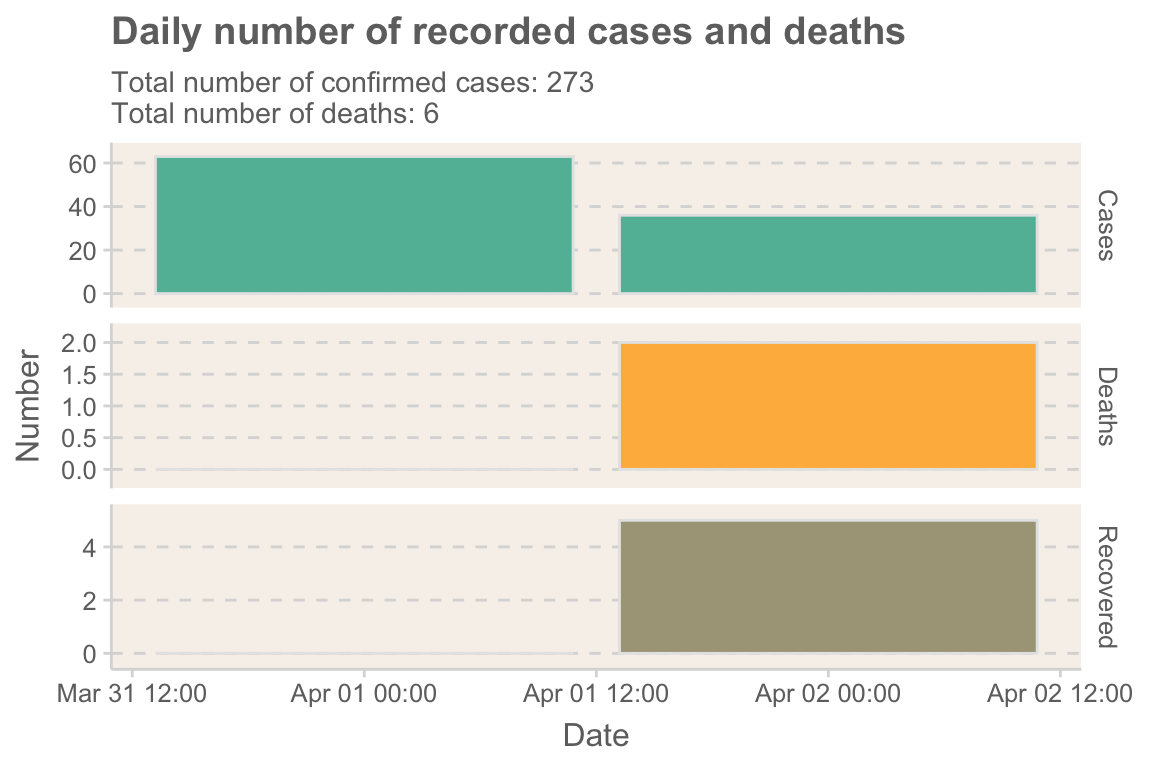 Daily number of recorded cases and deaths
Total number of confirmed cases: 273
Total number of deaths: 6
60
40
20
0
Cases
2.0
1.5
1.0
0.5
0.0
Deaths
4
2
0
Recovered
Number
Mar 31 12:00 Apr 01 00:00 Apr 01 12:00 Apr 02 00:00 Apr 02 12:00
Date